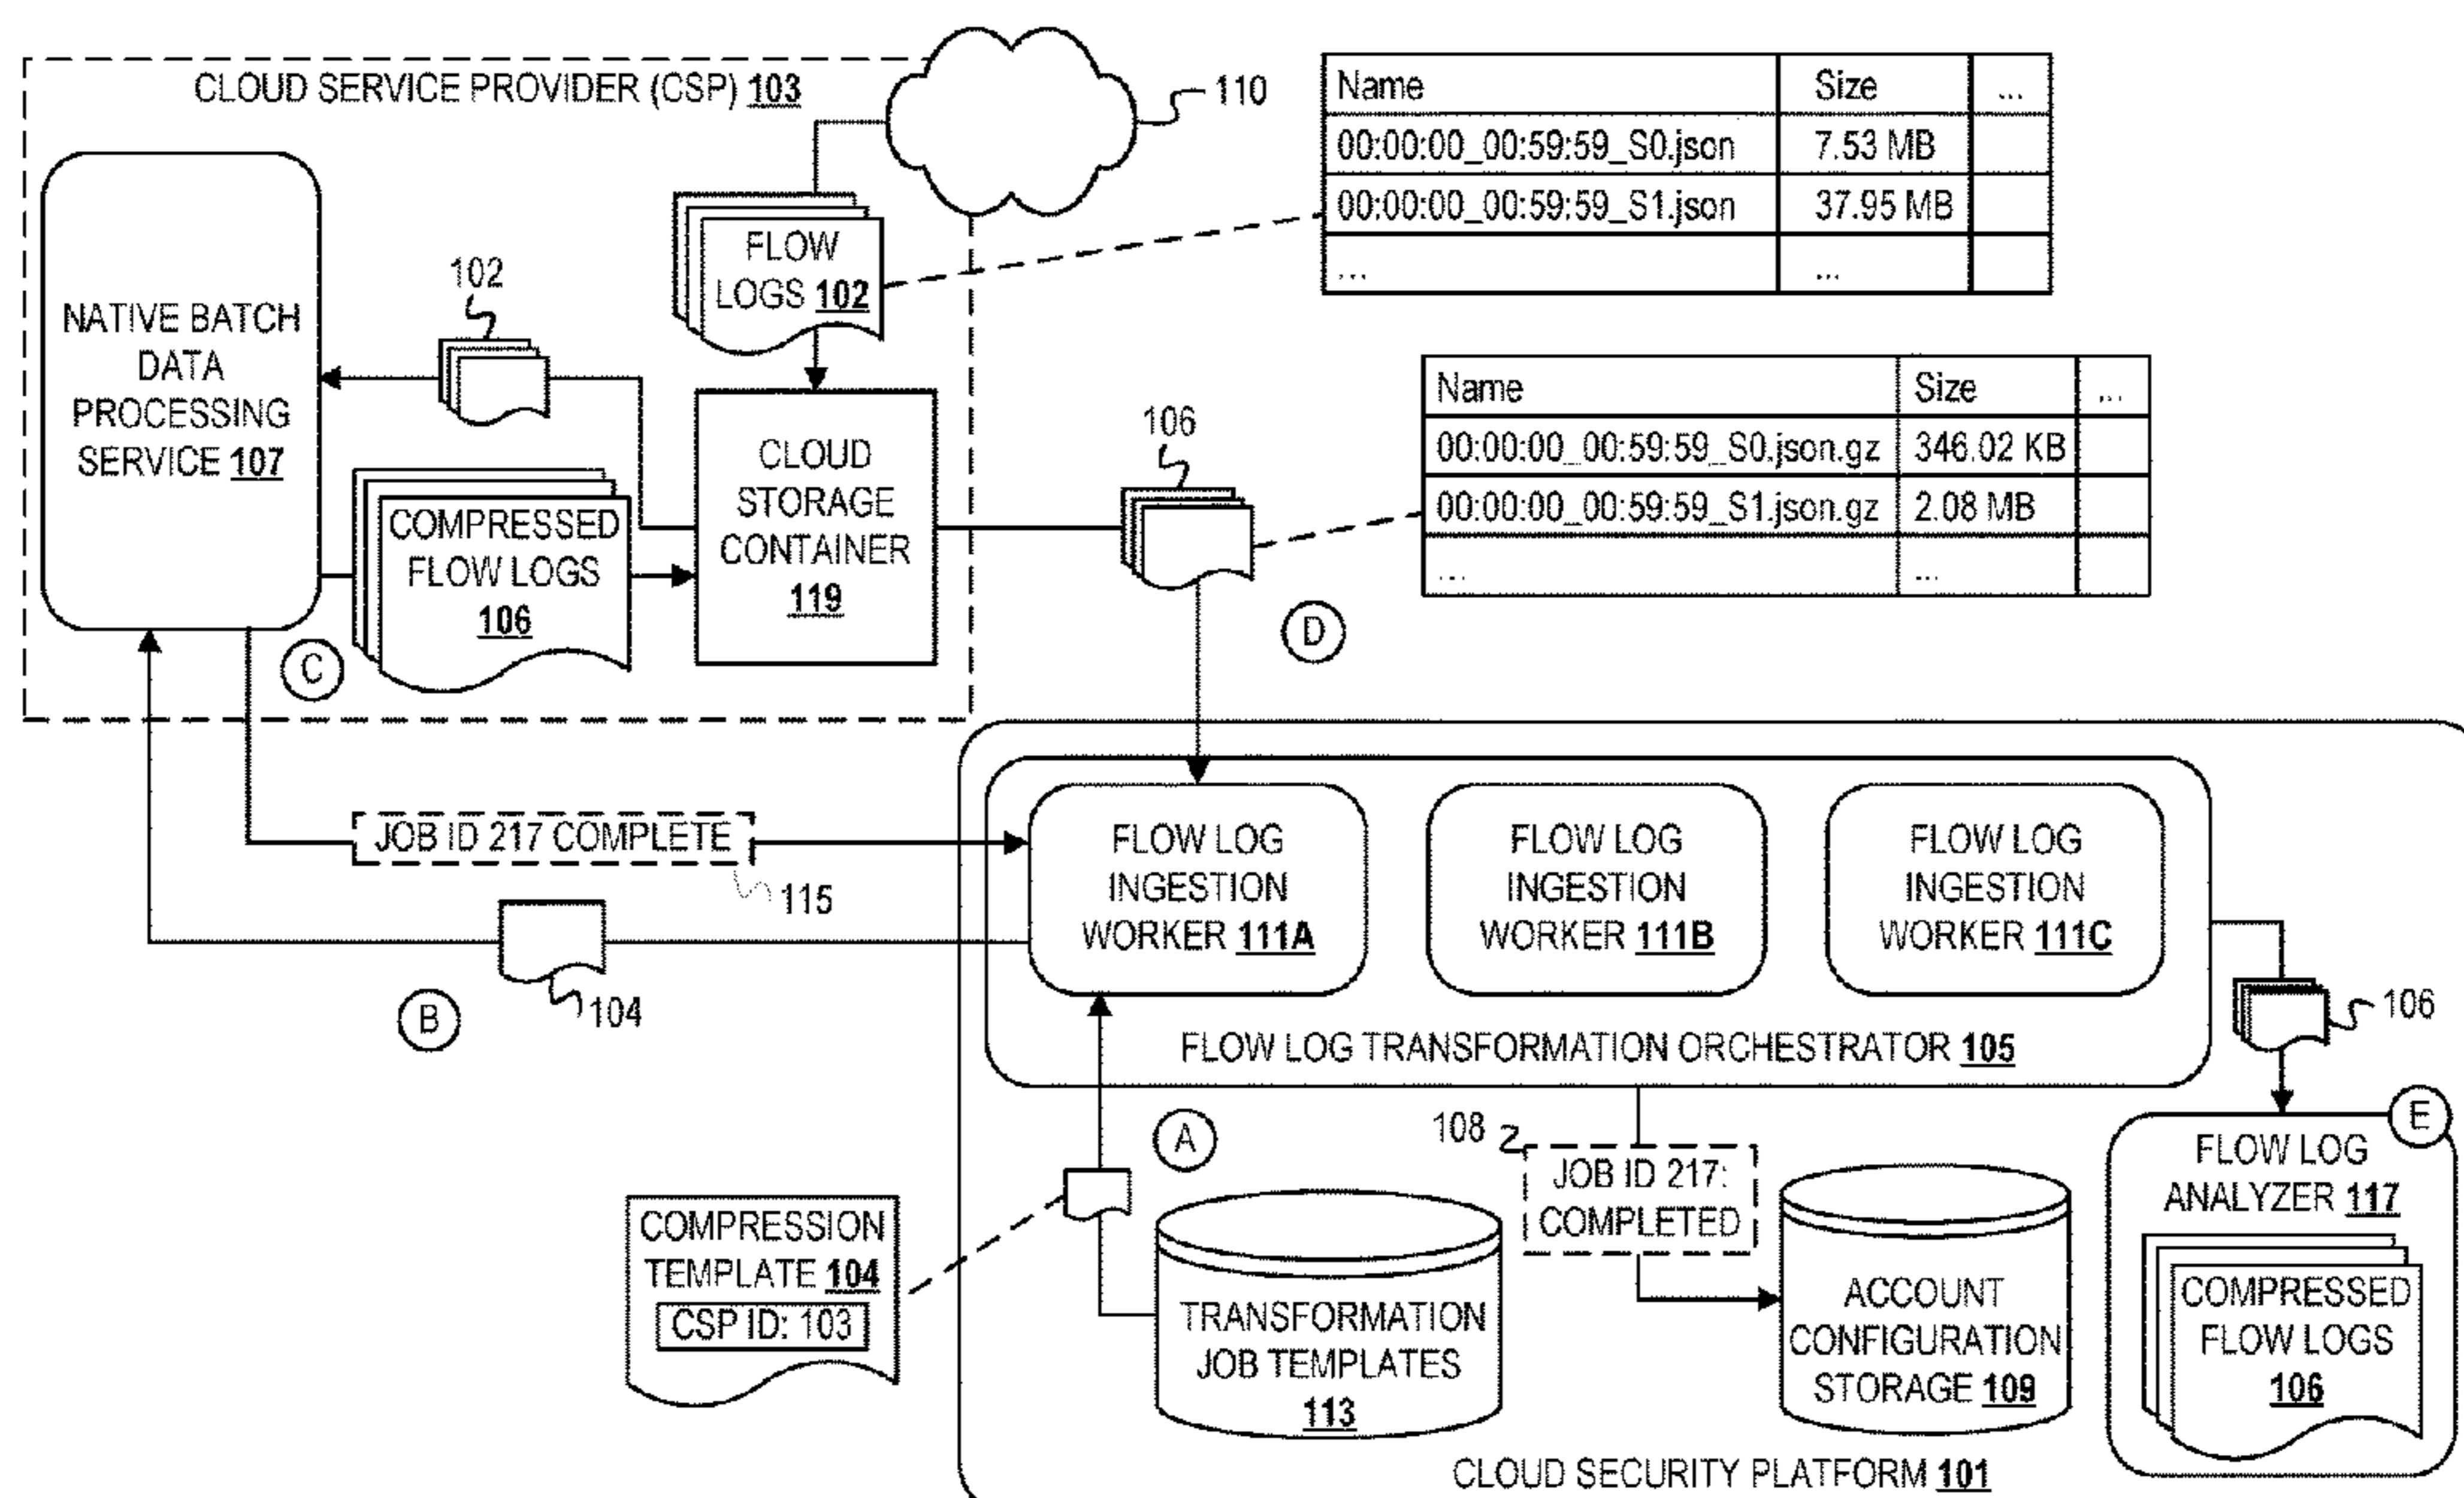 CLOUD SERVICE PROVIDER (CSP) 103
110
Name Size ...
00:00:00_00:59:59_S0.json 7.53 MB
00:00:00_00:59:59_S1.json 37.95 MB
... ...
FLOW
LOGS 102
102
NATIVE BATCH
DATA
PROCESSING
SERVICE 107
COMPRESSED
FLOW LOGS
106
CLOUD
STORAGE
CONTAINER
119
106
Name Size ...
00:00:00_00:59:59_S0.json.gz 346.02 KB
00:00:00_00:59:59_S1.json.gz 2.08 MB
... ...
C
D
JOB ID 217 COMPLETE
115
104
B
FLOW LOG
INGESTION
WORKER 111A
FLOW LOG
INGESTION
WORKER 111B
FLOW LOG
INGESTION
WORKER 111C
FLOW LOG TRANSFORMATION ORCHESTRATOR 105
106
A
108
JOB ID 217:
COMPLETED
E
FLOW LOG
ANALYZER 117
COMPRESSED
FLOW LOGS
106
COMPRESSION
TEMPLATE 104
CSP ID: 103
TRANSFORMATION
JOB TEMPLATES
113
ACCOUNT
CONFIGURATION
STORAGE 109
CLOUD SECURITY PLATFORM 101